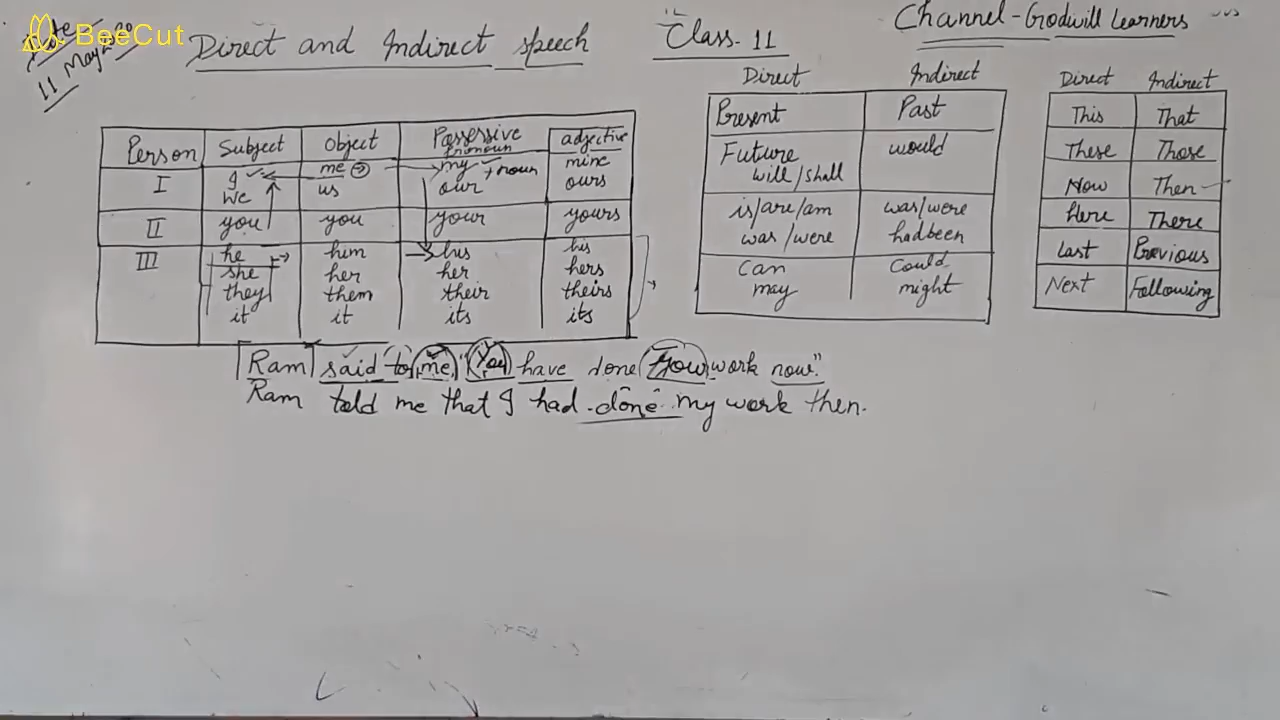 BeeCut
Date
11 May
Direct and Indirect speech
Class-11
Channel-Godwill Learners
Person Subject Object Possessive pronoun adjective
I I me my + noun mine
we us our ours
II you you your yours
III he him his his
she her her hers
they them their theirs
it it its its
Direct Indirect
Present Past
Future would
will/shall
is/are/am was/were
was/were had been
Can Could
may might
Direct Indirect
This That
These Those
Now Then
Here There
Last Previous
Next Following
Ram said to me, "You have done your work now."
Ram told me that I had done my work then.